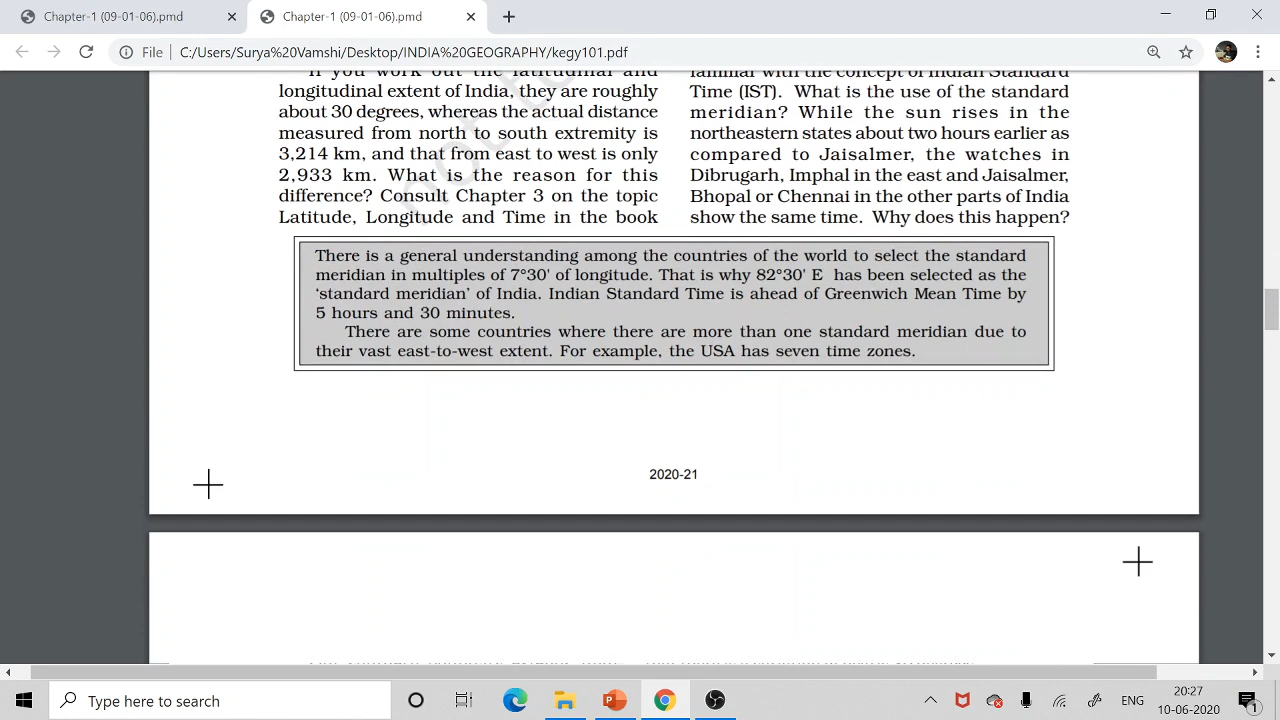 Chapter-1 (09-01-06).pmd
Chapter-1 (09-01-06).pmd
File | C:/Users/Surya%20Vamshi/Desktop/INDIA%20GEOGRAPHY/kegy101.pdf
If you work out the latitudinal and
longitudinal extent of India, they are roughly
about 30 degrees, whereas the actual distance
measured from north to south extremity is
3,214 km, and that from east to west is only
2,933 km. What is the reason for this
difference? Consult Chapter 3 on the topic
Latitude, Longitude and Time in the book
familiar with the concept of Indian Standard
Time (IST). What is the use of the standard
meridian? While the sun rises in the
northeastern states about two hours earlier as
compared to Jaisalmer, the watches in
Dibrugarh, Imphal in the east and Jaisalmer,
Bhopal or Chennai in the other parts of India
show the same time. Why does this happen?
not to
There is a general understanding among the countries of the world to select the standard
meridian in multiples of 7°30' of longitude. That is why 82°30' E has been selected as the
‘standard meridian’ of India. Indian Standard Time is ahead of Greenwich Mean Time by
5 hours and 30 minutes.
There are some countries where there are more than one standard meridian due to
their vast east-to-west extent. For example, the USA has seven time zones.
2020-21
Type here to search
ENG
20:27
10-06-2020
1